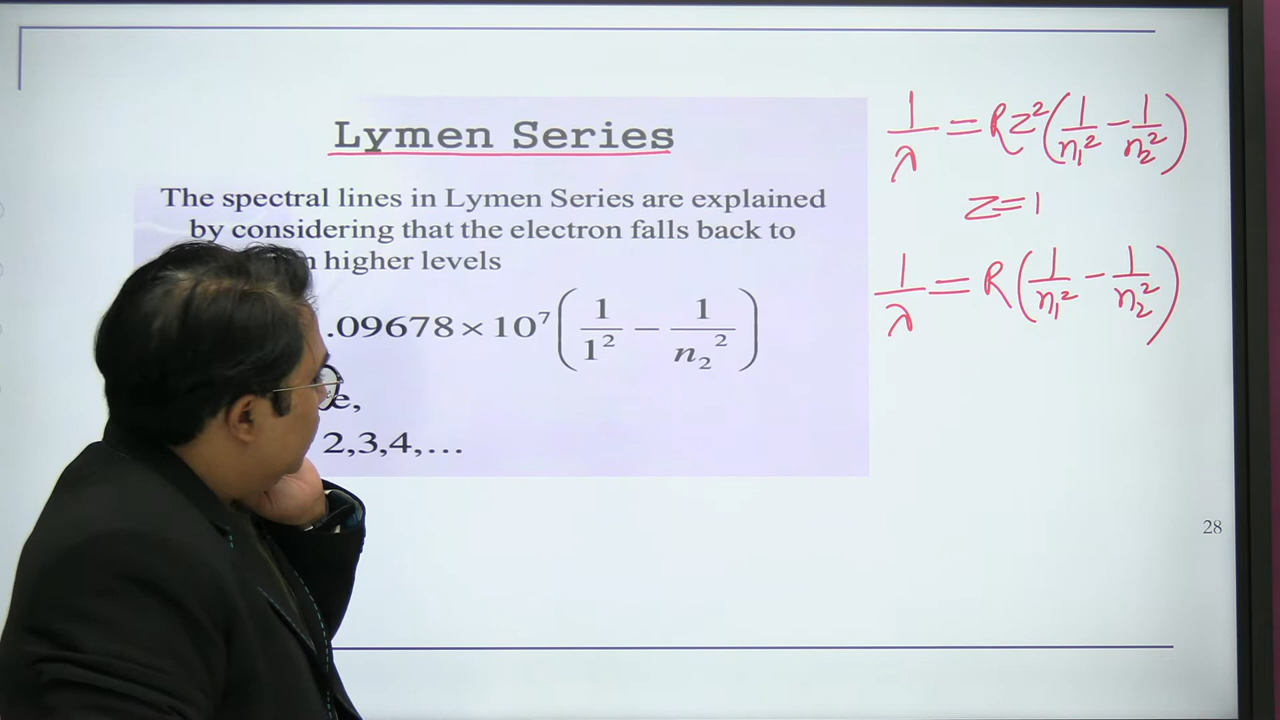 Lymen Series
The spectral lines in Lymen Series are explained
by considering that the electron falls back to
higher levels
.09678 × 10⁷ (1/1² − 1/n₂²)
2,3,4,…
1/λ = RZ² (1/n₁² − 1/n₂²)
Z=1
1/λ = R (1/n₁² − 1/n₂²)
28